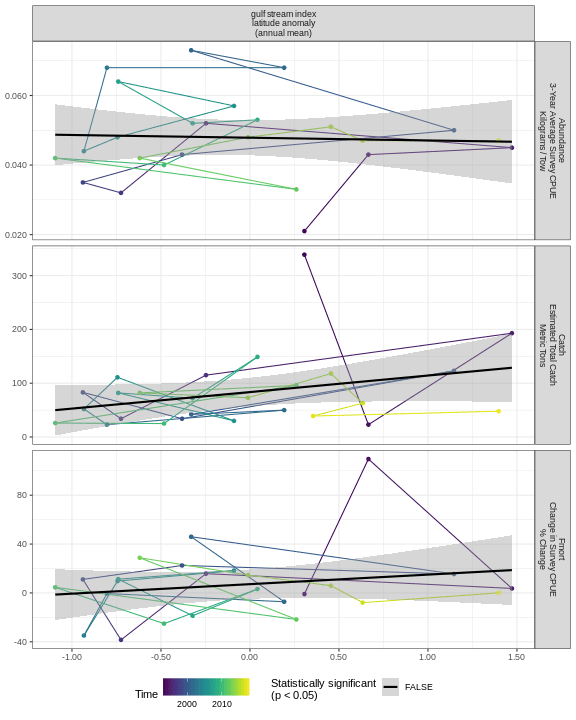 gulf stream index
latitude anomaly
(annual mean)
0.060
0.040
0.020
Abundance
3-Year Average Survey CPUE
Kilograms / Tow
300
200
100
0
Catch
Estimated Total Catch
Metric Tons
80
40
0
-40
Fmort
Change in Survey CPUE
% Change
-1.00 -0.50 0.00 0.50 1.00 1.50
Time
2000 2010
Statistically significant
(p < 0.05)
FALSE